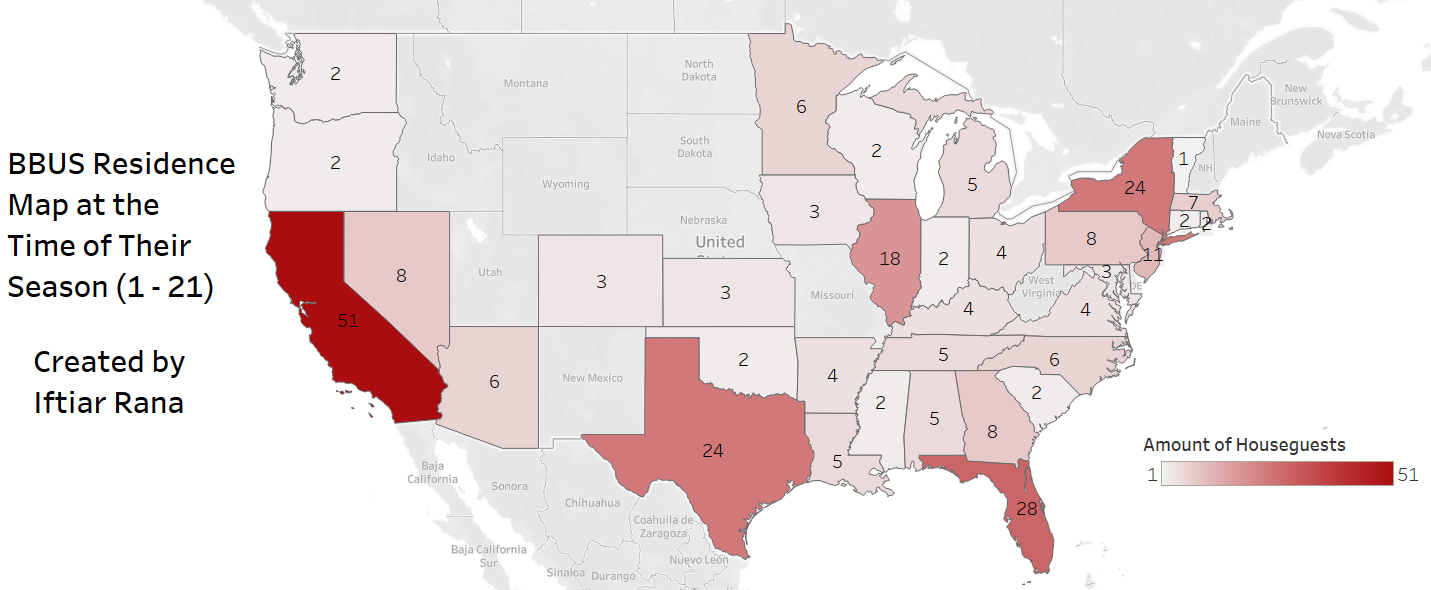 BBUS Residence
Map at the
Time of Their
Season (1 - 21)
Created by
Iftiar Rana
2
Montana
North
Dakota
6
New
Brunswick
Maine
Nova Scotia
2
Idaho
South
Dakota
2
5
24
1
NH
Wyoming
7
3
Nebraska
2
2
United
8
Utah
3
3
Missouri
18
2
4
8
11
3
West
Virginia
DE
4
4
51
6
New Mexico
2
4
5
6
24
5
2
5
8
2
28
Baja
California
Sonora
Chihuahua
Coahuila de
Zaragoza
Baja California
Sur
Sinaloa
Durango
Nuevo León
Amount of Houseguests
1
51